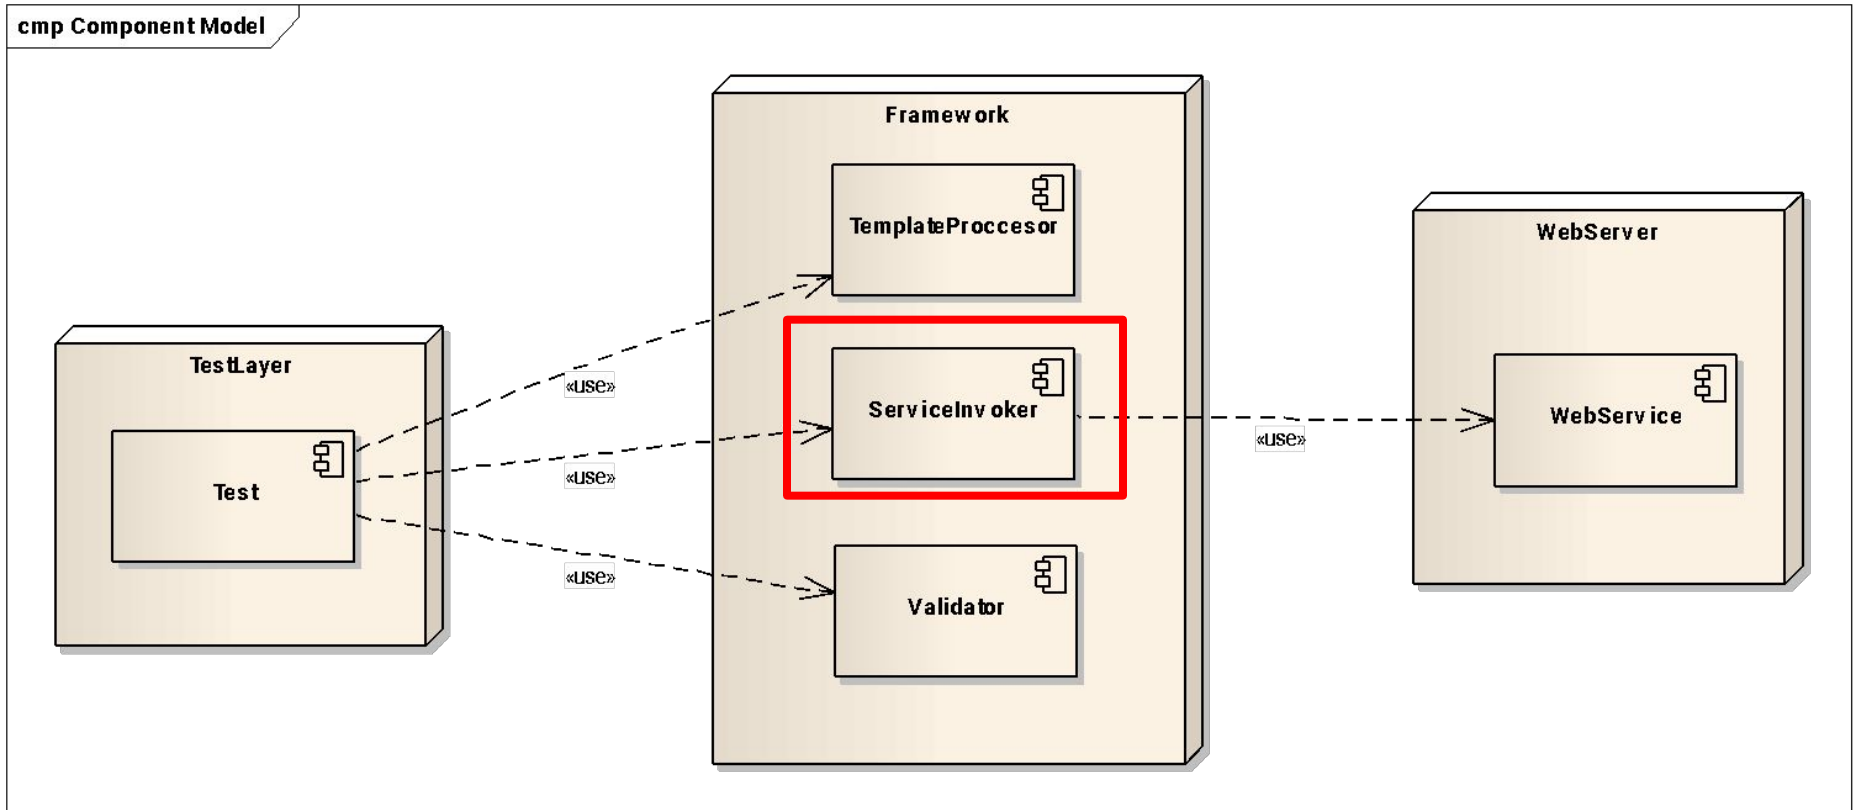 cmp Component Model
Framework
TemplateProccesor
WebServer
TestLayer
«use»
ServiceInvoker
WebService
«use»
«use»
Test
«use»
Validator